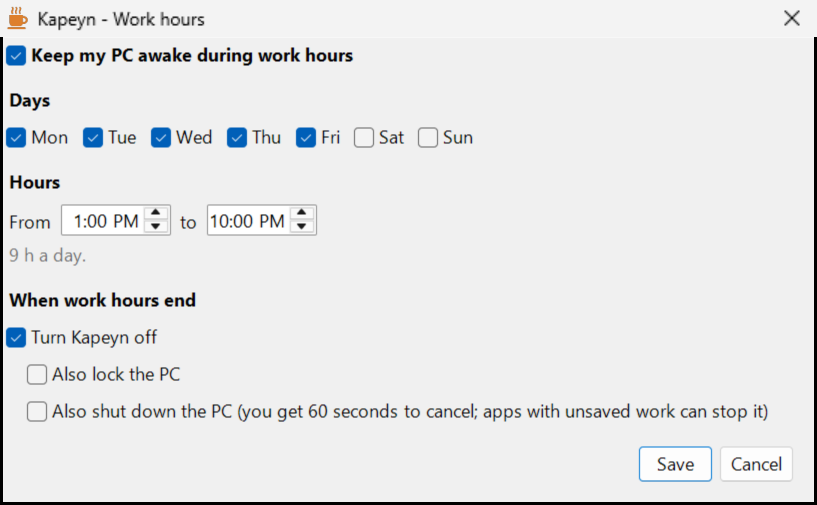 Kapeyn - Work hours
Keep my PC awake during work hours
Days
Mon Tue Wed Thu Fri Sat Sun
Hours
From 1:00 PM to 10:00 PM
9 h a day.
When work hours end
Turn Kapeyn off
Also lock the PC
Also shut down the PC (you get 60 seconds to cancel; apps with unsaved work can stop it)
Save Cancel